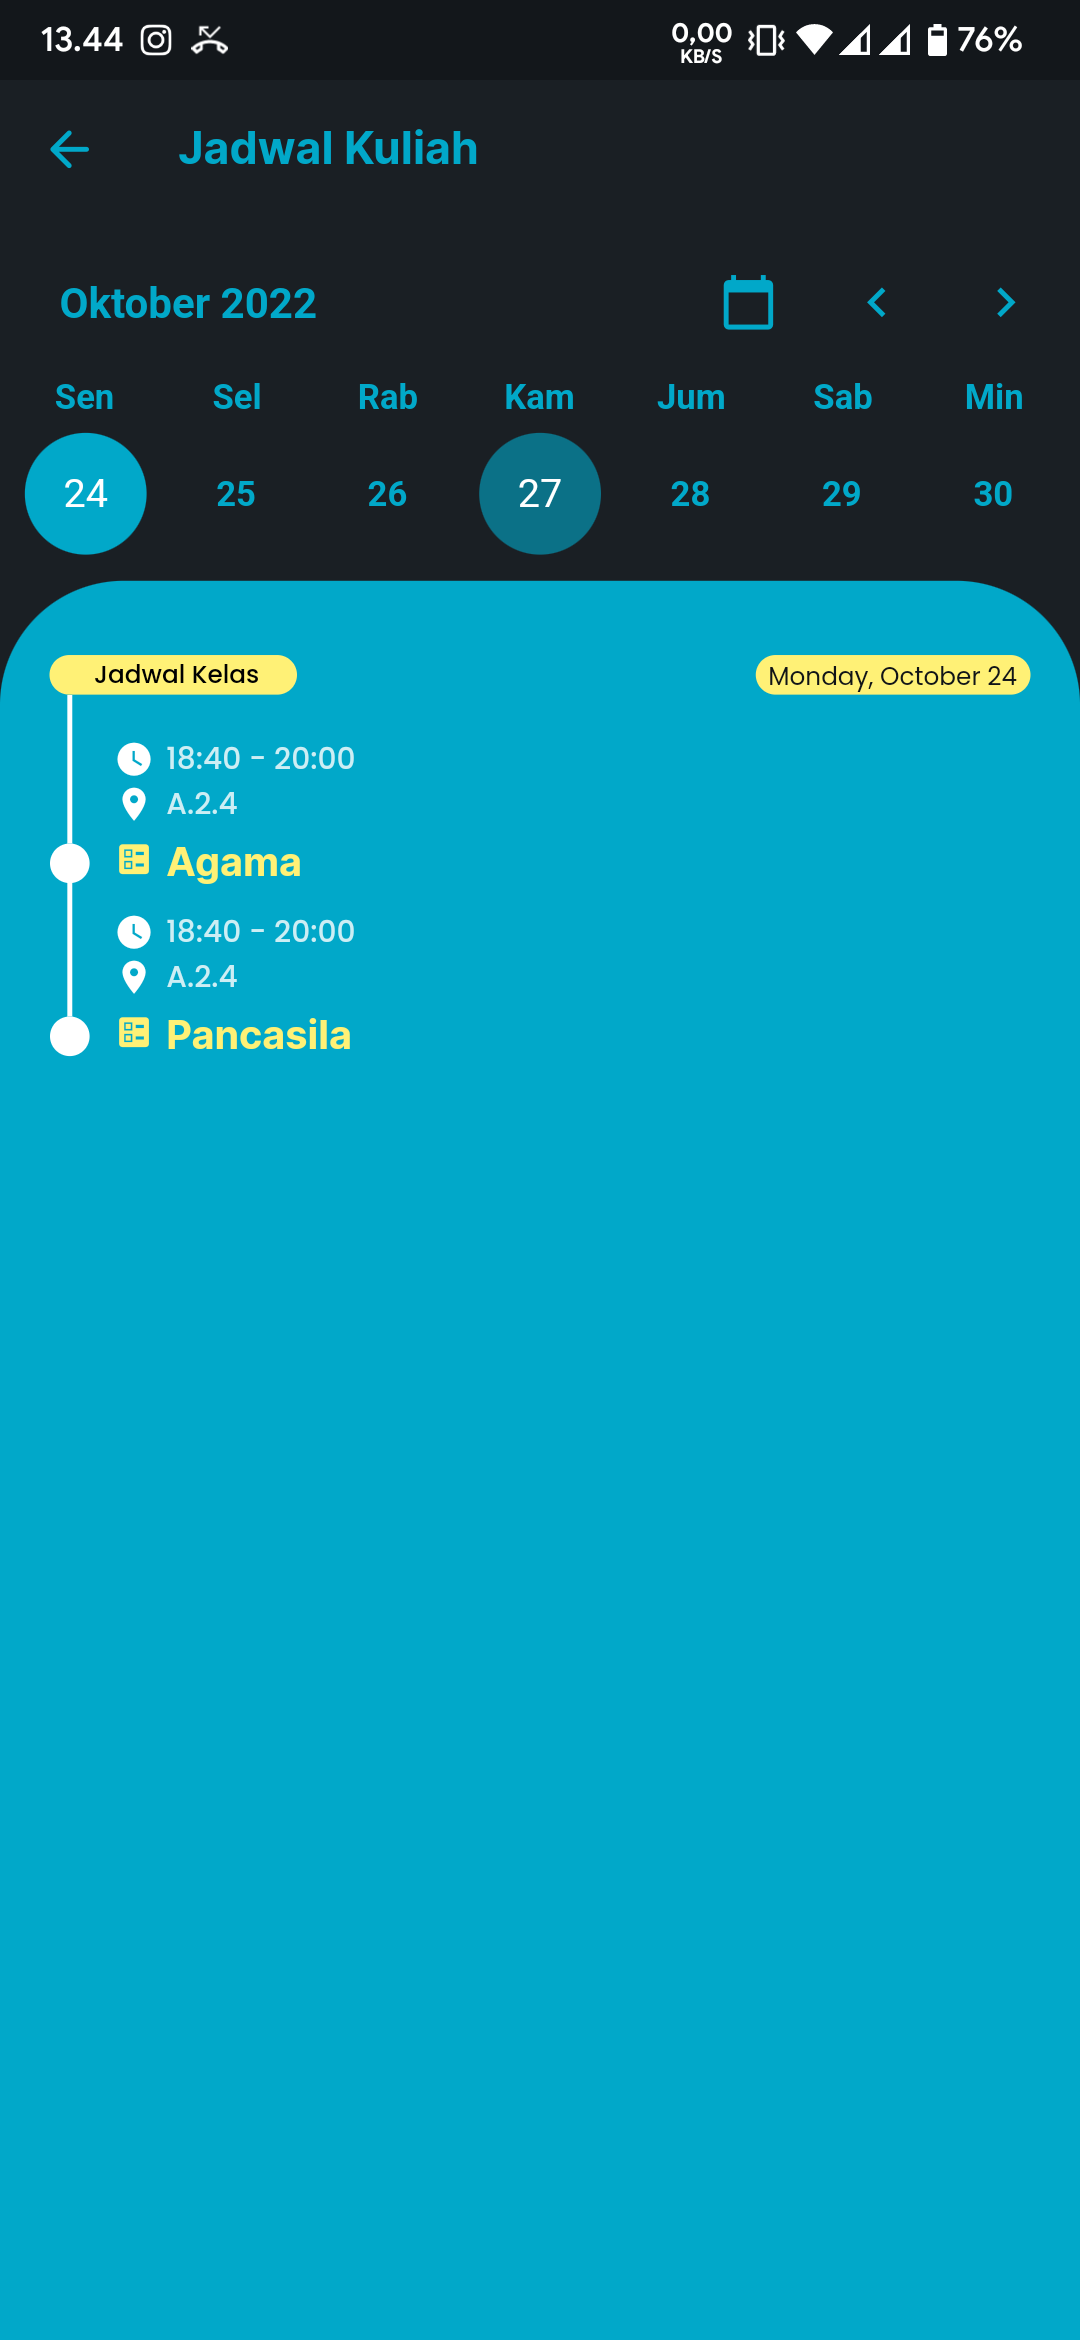 13.44 0,00 KB/S 76%
Jadwal Kuliah
Oktober 2022
Sen Sel Rab Kam Jum Sab Min
24 25 26 27 28 29 30
Jadwal Kelas Monday, October 24
18:40 - 20:00
A.2.4
Agama
18:40 - 20:00
A.2.4
Pancasila